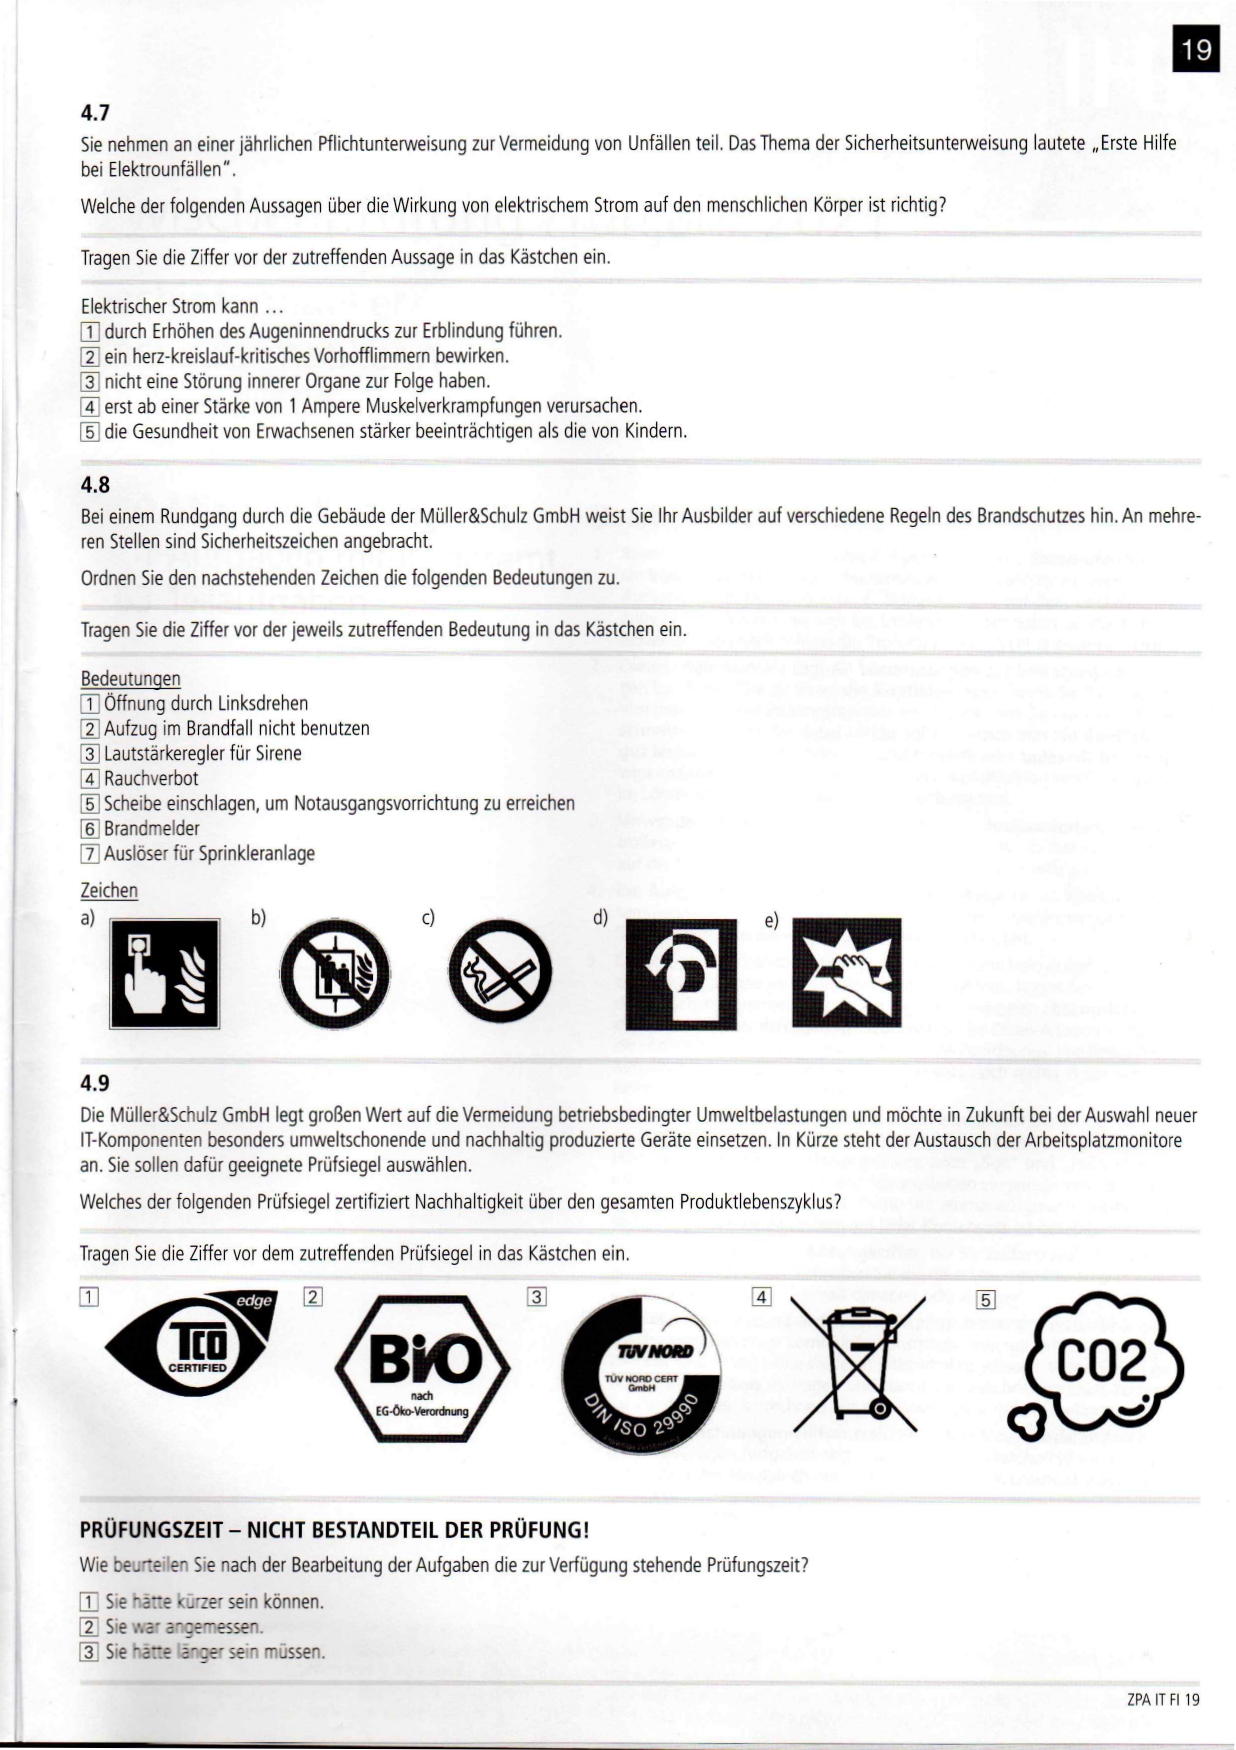 19
4.7
Sie nehmen an einer jährlichen Pflichtunterweisung zur Vermeidung von Unfällen teil. Das Thema der Sicherheitsunterweisung lautete „Erste Hilfe
bei Elektrounfällen“.
Welche der folgenden Aussagen über die Wirkung von elektrischem Strom auf den menschlichen Körper ist richtig?
Tragen Sie die Ziffer vor der zutreffenden Aussage in das Kästchen ein.
Elektrischer Strom kann ...
1 durch Erhöhen des Augeninnendrucks zur Erblindung führen.
2 ein herz-kreislauf-kritisches Vorhofflimmern bewirken.
3 nicht eine Störung innerer Organe zur Folge haben.
4 erst ab einer Stärke von 1 Ampere Muskelverkrampfungen verursachen.
5 die Gesundheit von Erwachsenen stärker beeinträchtigen als die von Kindern.
4.8
Bei einem Rundgang durch die Gebäude der Müller&Schulz GmbH weist Sie Ihr Ausbilder auf verschiedene Regeln des Brandschutzes hin. An mehre-
ren Stellen sind Sicherheitszeichen angebracht.
Ordnen Sie den nachstehenden Zeichen die folgenden Bedeutungen zu.
Tragen Sie die Ziffer vor der jeweils zutreffenden Bedeutung in das Kästchen ein.
Bedeutungen
1 Öffnung durch Linksdrehen
2 Aufzug im Brandfall nicht benutzen
3 Lautstärkeregler für Sirene
4 Rauchverbot
5 Scheibe einschlagen, um Notausgangsvorrichtung zu erreichen
6 Brandmelder
7 Auslöser für Sprinkleranlage
Zeichen
a) b) c) d) e)
4.9
Die Müller&Schulz GmbH legt großen Wert auf die Vermeidung betriebsbedingter Umweltbelastungen und möchte in Zukunft bei der Auswahl neuer
IT-Komponenten besonders umweltschonende und nachhaltig produzierte Geräte einsetzen. In Kürze steht der Austausch der Arbeitsplatzmonitore
an. Sie sollen dafür geeignete Prüfsiegel auswählen.
Welches der folgenden Prüfsiegel zertifiziert Nachhaltigkeit über den gesamten Produktlebenszyklus?
Tragen Sie die Ziffer vor dem zutreffenden Prüfsiegel in das Kästchen ein.
1 2 3 4 5
edge
TCO
CERTIFIED
Bio
nach
EG-Öko-Verordnung
TÜV NORD
TÜV NORD CERT
GmbH
DIN ISO 29990
CO2
PRÜFUNGSZEIT – NICHT BESTANDTEIL DER PRÜFUNG!
Wie beurteilen Sie nach der Bearbeitung der Aufgaben die zur Verfügung stehende Prüfungszeit?
1 Sie hätte kürzer sein können.
2 Sie war angemessen.
3 Sie hätte länger sein müssen.
ZPA IT FI 19